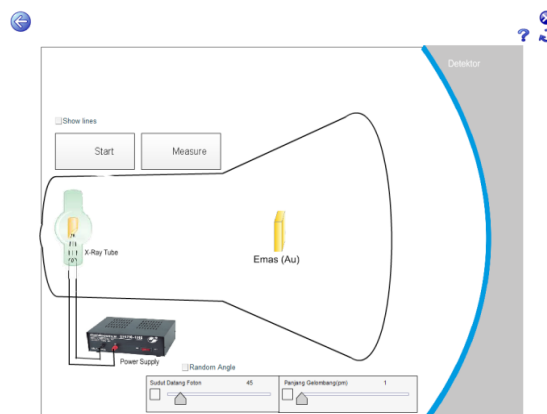 ?
Detektor
Show lines
Start
Measure
X-Ray Tube
Emas (Au)
Power Supply
Random Angle
Sudut Datang Foton 45
Panjang Gelombang(pm) 1